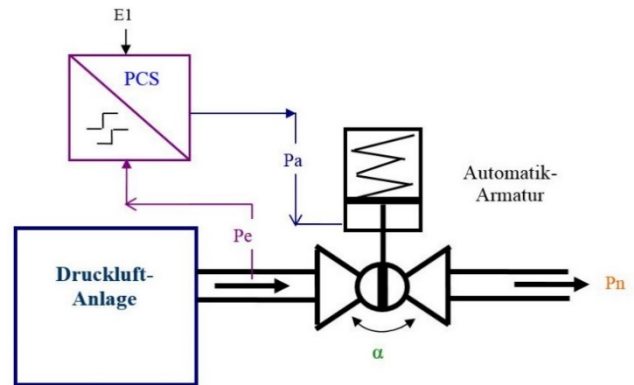 E1
PCS
Pa
Automatik-
Armatur
Pe
Druckluft-
Anlage
Pn
α